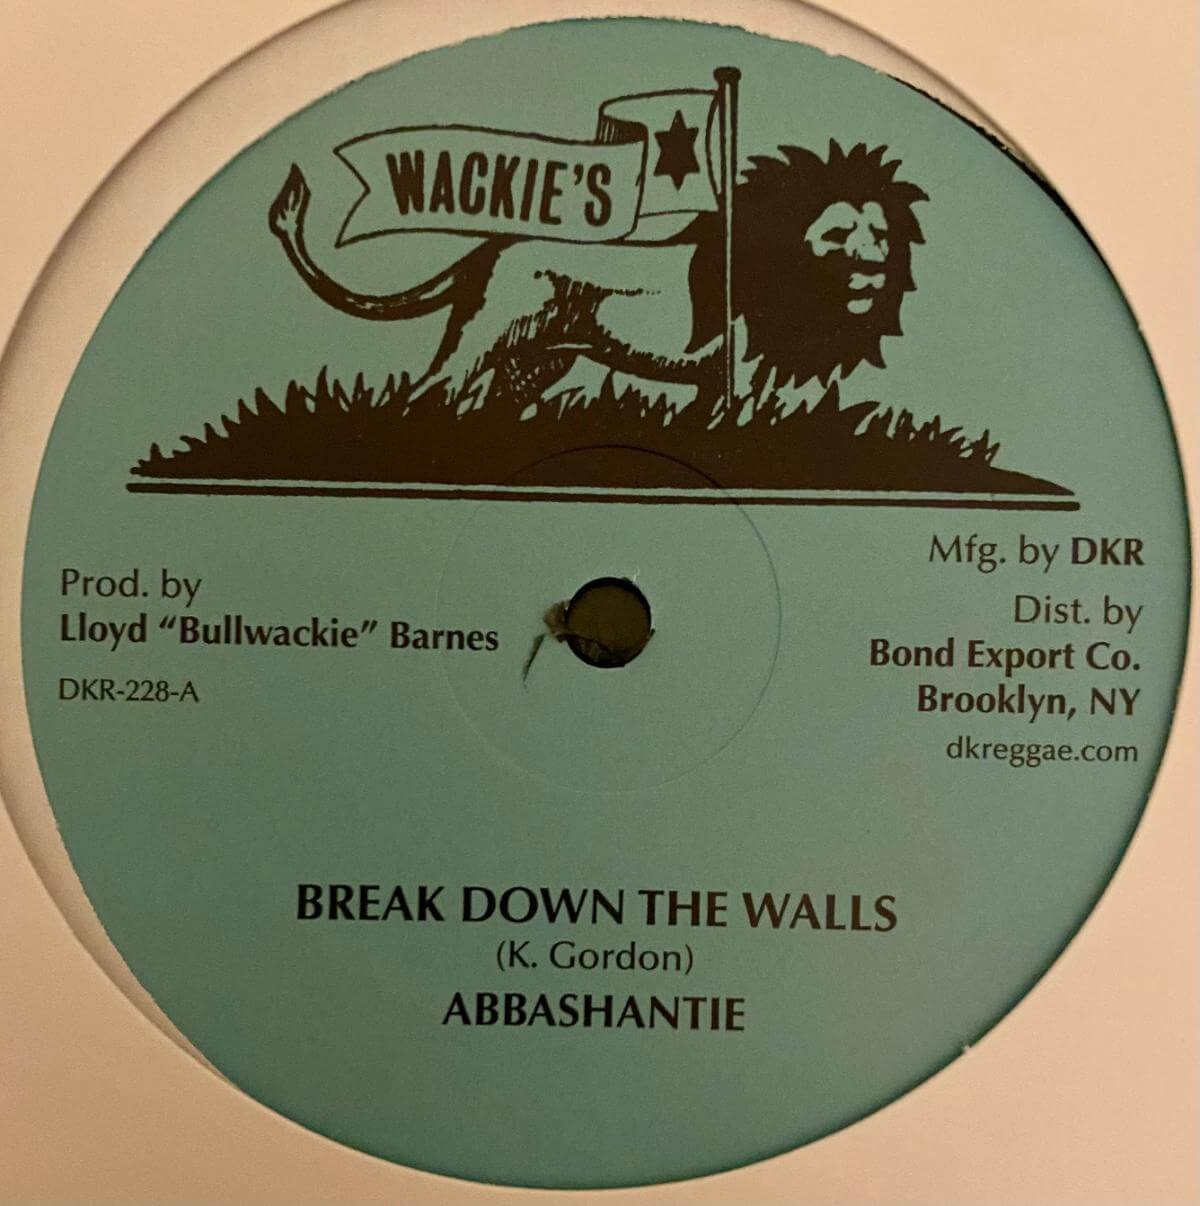 WACKIE'S
Prod. by
Lloyd “Bullwackie” Barnes
DKR-228-A
Mfg. by DKR
Dist. by
Bond Export Co.
Brooklyn, NY
dkreggae.com
BREAK DOWN THE WALLS
(K. Gordon)
ABBASHANTIE